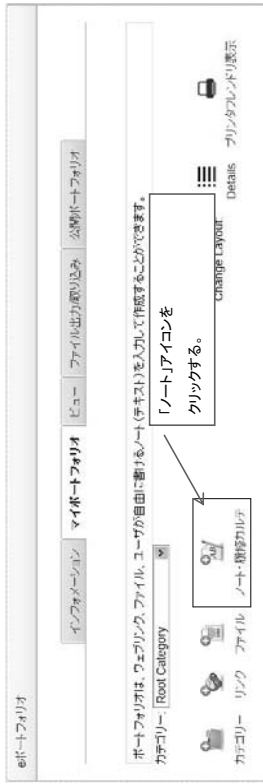 eポートフォリオ
インフォメーション
マイポートフォリオ
ビュー
ファイル出力/取り込み
公開ポートフォリオ
ポートフォリオは、ウェブリンク、ファイル、ユーザが自由に書けるノート(テキスト)を入力して作成することができます。
カテゴリー: Root Category
「ノート」アイコンを
クリックする。
カテゴリー
リンク
ファイル
ノート・履修カルテ
Change Layout
Details
プリンタフレンドリ表示